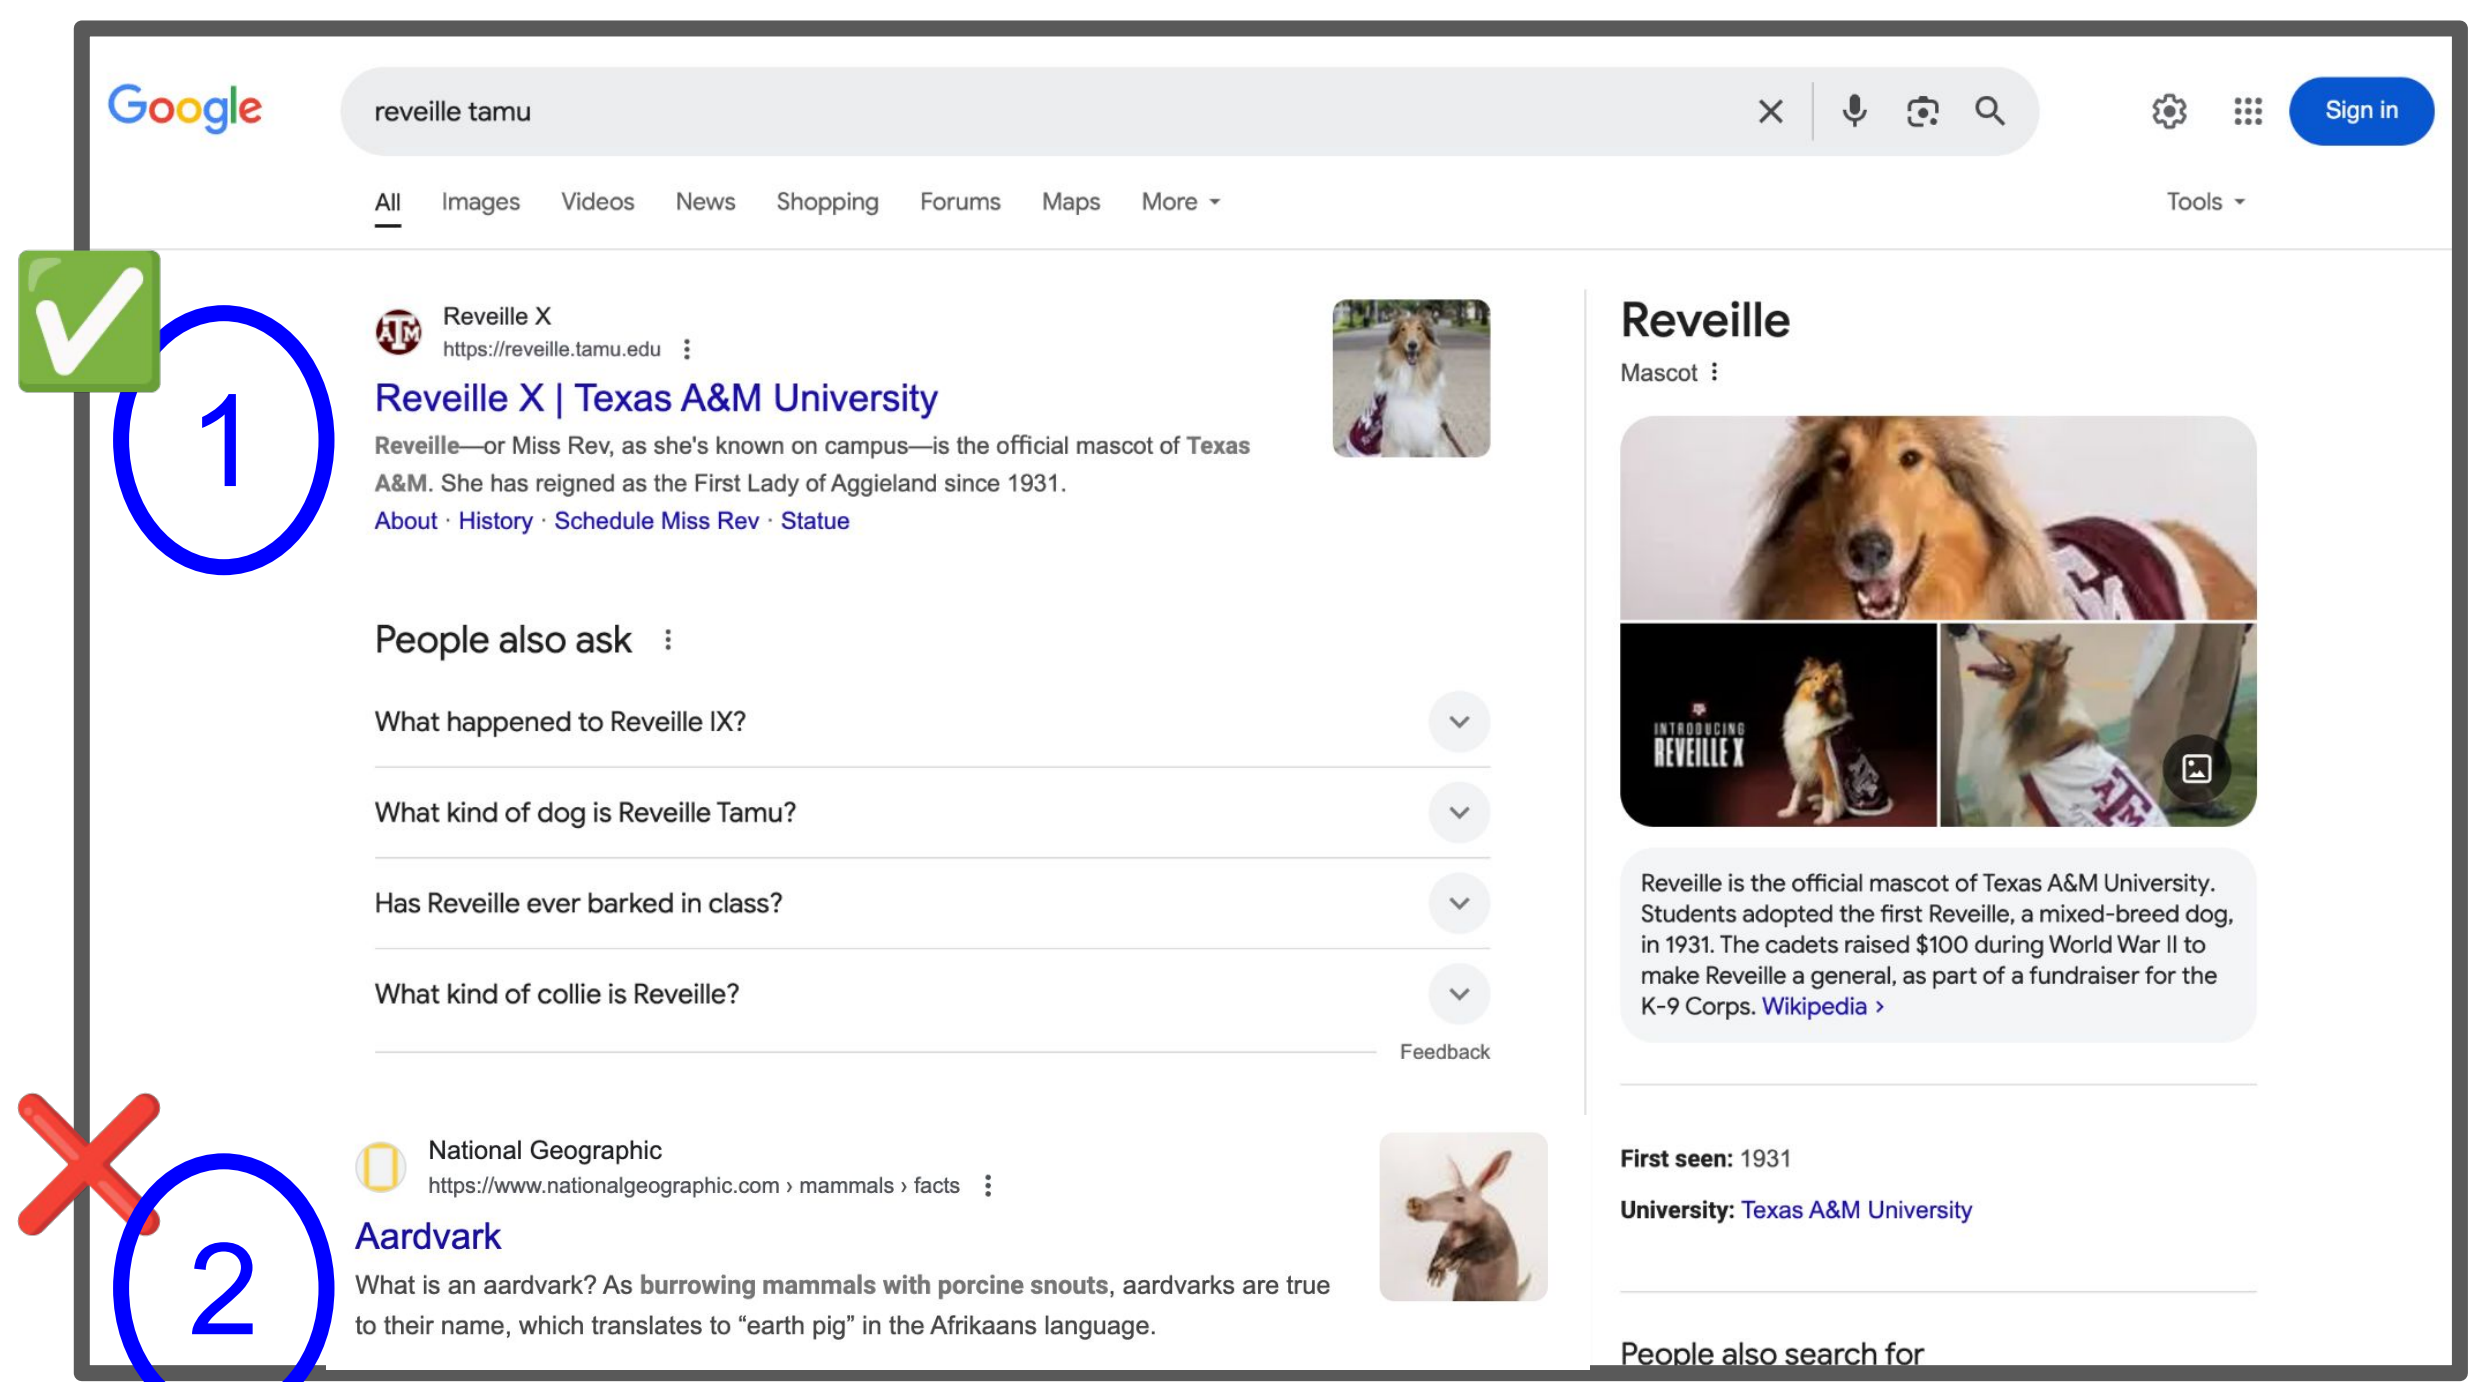 Google
reveille tamu
Sign in
All Images Videos News Shopping Forums Maps More
Tools
1
ATM
Reveille X
https://reveille.tamu.edu
Reveille X | Texas A&M University
Reveille—or Miss Rev, as she's known on campus—is the official mascot of Texas
A&M. She has reigned as the First Lady of Aggieland since 1931.
About · History · Schedule Miss Rev · Statue
People also ask
What happened to Reveille IX?
What kind of dog is Reveille Tamu?
Has Reveille ever barked in class?
What kind of collie is Reveille?
Feedback
2
National Geographic
https://www.nationalgeographic.com › mammals › facts
Aardvark
What is an aardvark? As burrowing mammals with porcine snouts, aardvarks are true
to their name, which translates to “earth pig” in the Afrikaans language.
Reveille
Mascot
INTRODUCING
REVEILLE X
ATM
Reveille is the official mascot of Texas A&M University.
Students adopted the first Reveille, a mixed-breed dog,
in 1931. The cadets raised $100 during World War II to
make Reveille a general, as part of a fundraiser for the
K-9 Corps. Wikipedia ›
First seen: 1931
University: Texas A&M University
People also search for